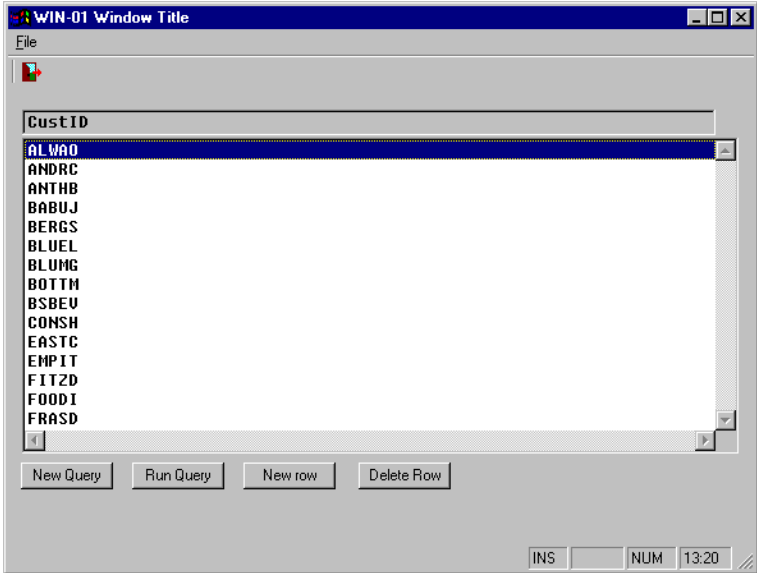 WIN-01 Window Title
File
CustID
ALWAO
ANDRC
ANTHB
BABUJ
BERGS
BLUEL
BLUMG
BOTTM
BSBEV
CONSH
EASTC
EMPIT
FITZD
FOODI
FRASD
New Query Run Query New row Delete Row
INS NUM 13:20